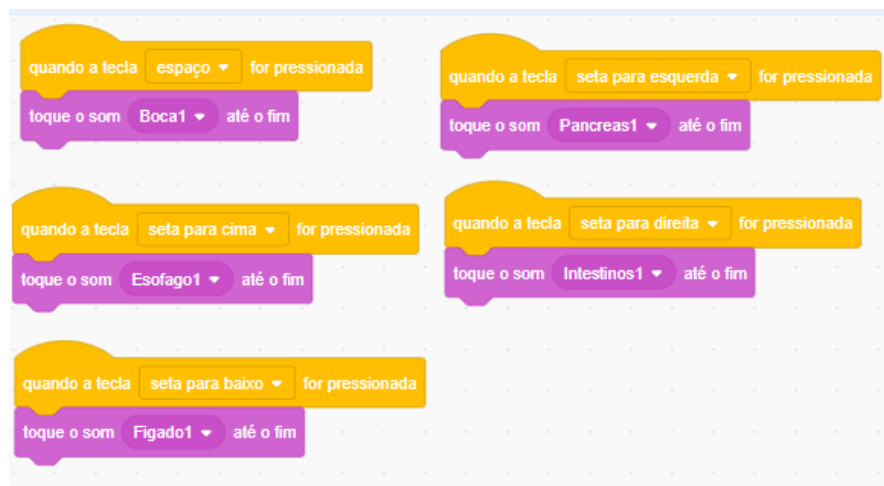 quando a tecla espaço for pressionada
toque o som Boca1 até o fim
quando a tecla seta para cima for pressionada
toque o som Esofago1 até o fim
quando a tecla seta para baixo for pressionada
toque o som Figado1 até o fim
quando a tecla seta para esquerda for pressionada
toque o som Pancreas1 até o fim
quando a tecla seta para direita for pressionada
toque o som Intestinos1 até o fim